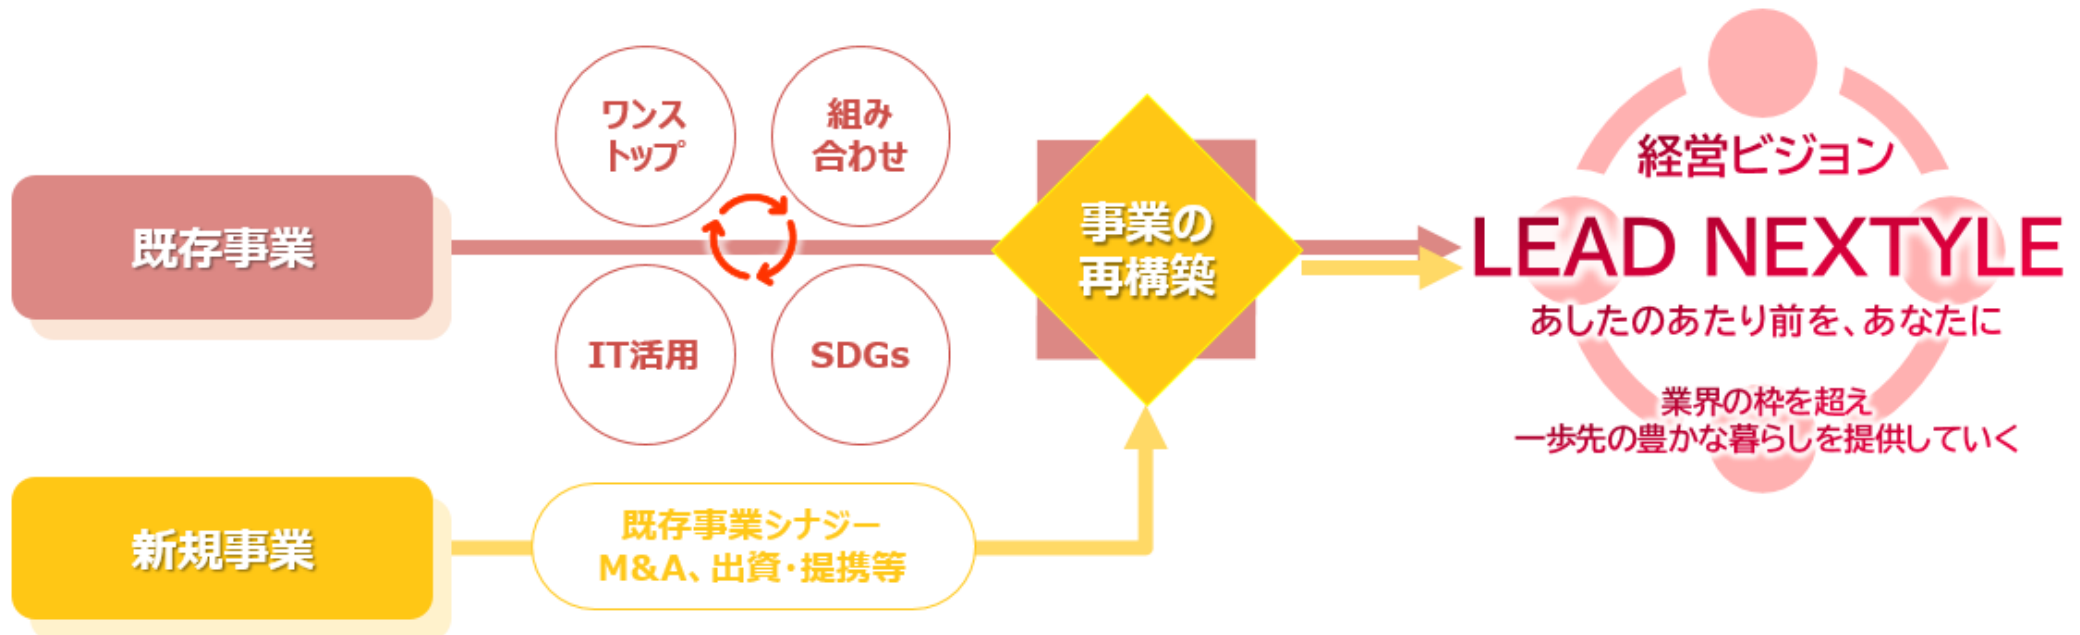 既存事業
ワンス
トップ
組み
合わせ
IT活用
SDGs
事業の
再構築
新規事業
既存事業シナジー
M&A、出資・提携等
経営ビジョン
LEAD NEXTYLE
あしたのあたり前を、あなたに
業界の枠を超え
一歩先の豊かな暮らしを提供していく